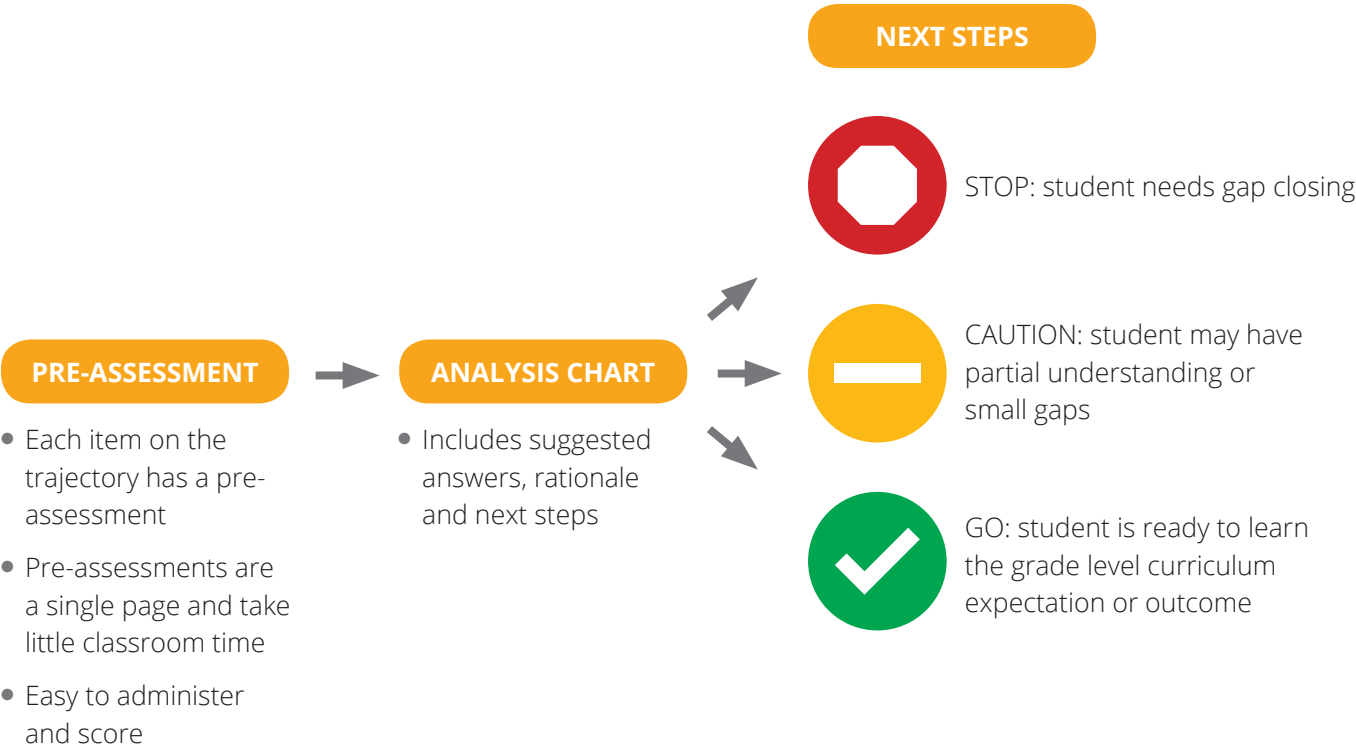 NEXT STEPS
STOP: student needs gap closing
CAUTION: student may have
partial understanding or
small gaps
GO: student is ready to learn
the grade level curriculum
expectation or outcome
PRE-ASSESSMENT
• Each item on the
trajectory has a pre-
assessment
• Pre-assessments are
a single page and take
little classroom time
• Easy to administer
and score
ANALYSIS CHART
• Includes suggested
answers, rationale
and next steps